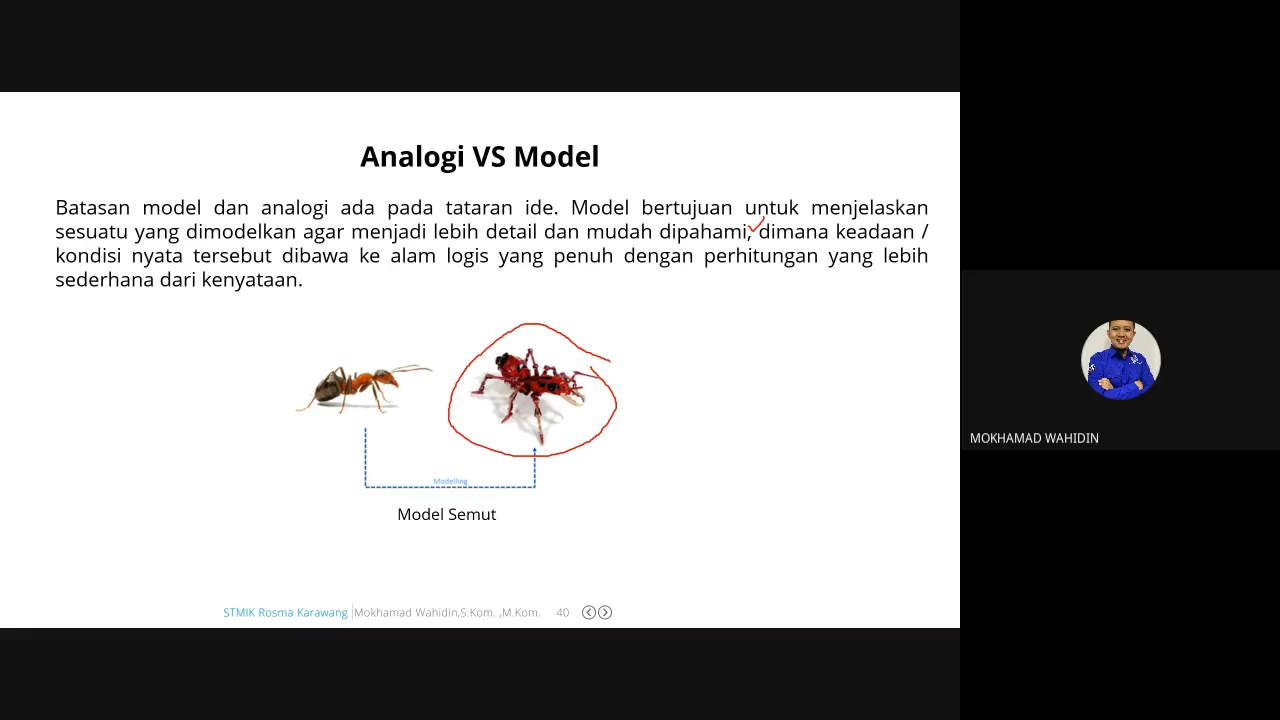 Analogi VS Model
Batasan model dan analogi ada pada tataran ide. Model bertujuan untuk menjelaskan
sesuatu yang dimodelkan agar menjadi lebih detail dan mudah dipahami, dimana keadaan /
kondisi nyata tersebut dibawa ke alam logis yang penuh dengan perhitungan yang lebih
sederhana dari kenyataan.
Modelling
Model Semut
STMIK Rosma Karawang Mokhamad Wahidin,S.Kom. ,M.Kom. 40
MOKHAMAD WAHIDIN